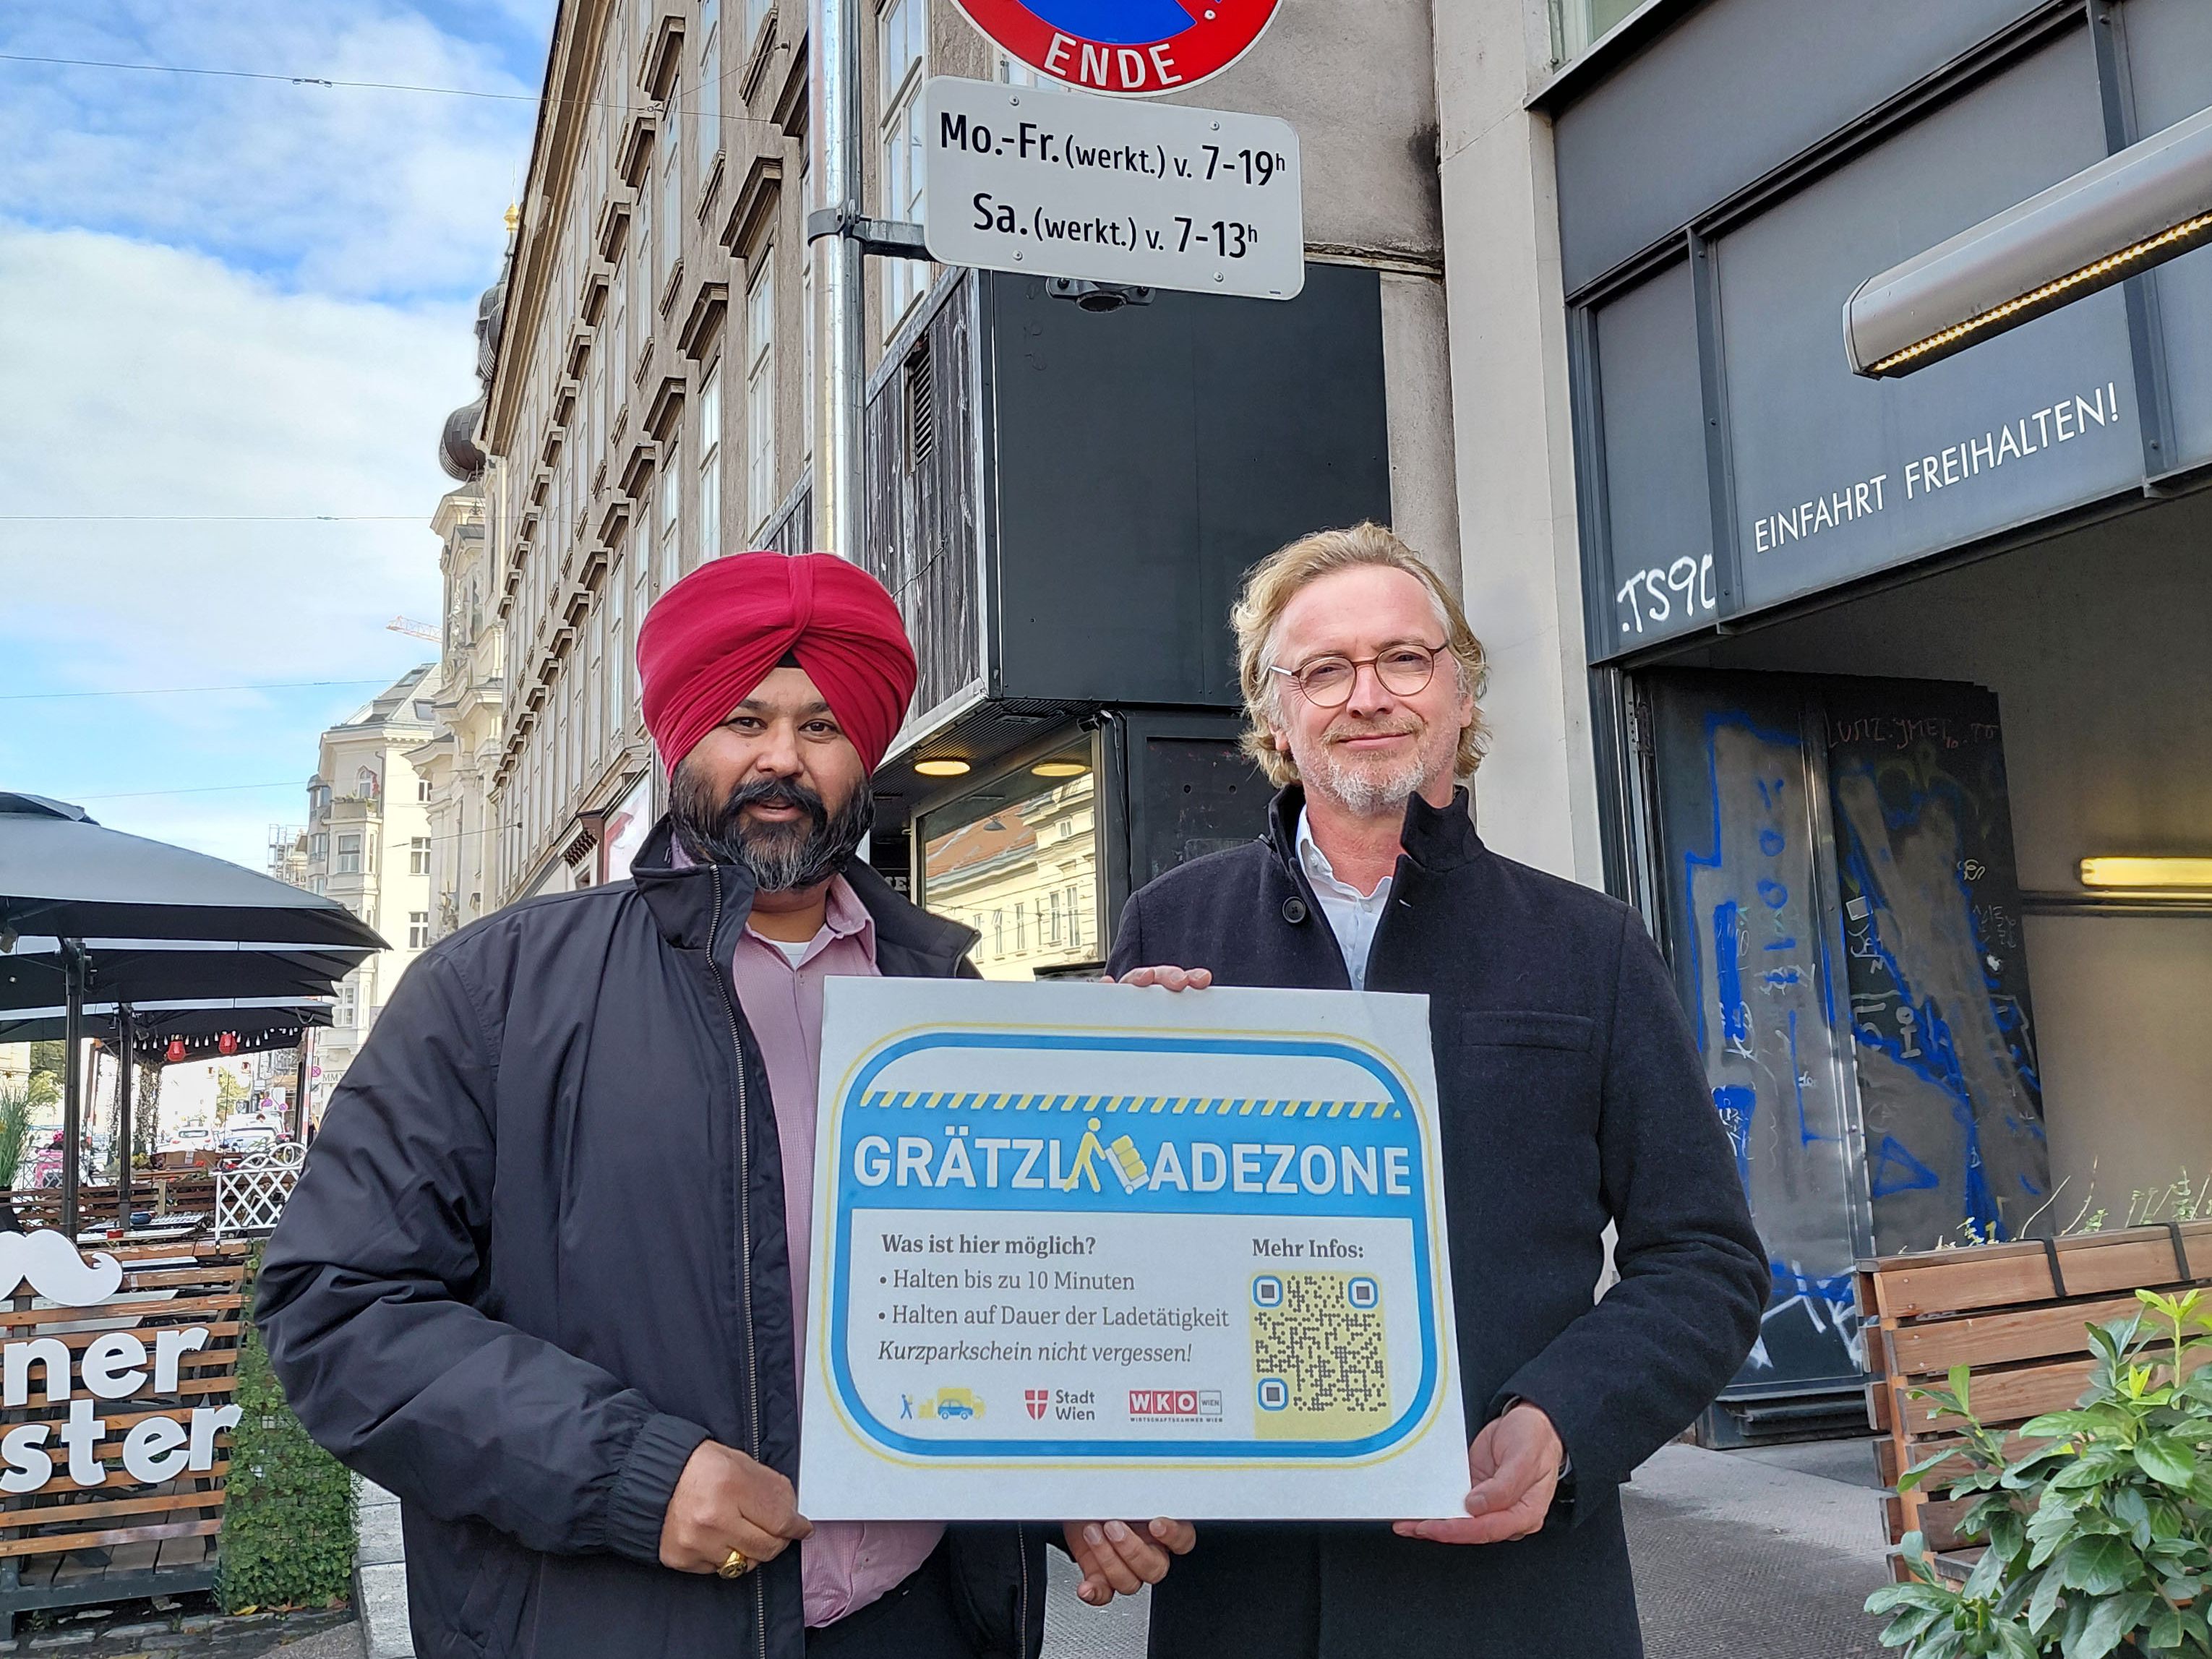 ENDE
Mo.-Fr. (werkt.) v. 7-19h
Sa. (werkt.) v. 7-13h
EINFAHRT FREIHALTEN!
.TS90
GRÄTZLLADEZONE
Was ist hier möglich?
• Halten bis zu 10 Minuten
• Halten auf Dauer der Ladetätigkeit
Kurzparkschein nicht vergessen!
Mehr Infos:
Stadt
Wien
WKO WIEN
WIRTSCHAFTSKAMMER WIEN
ner
ster